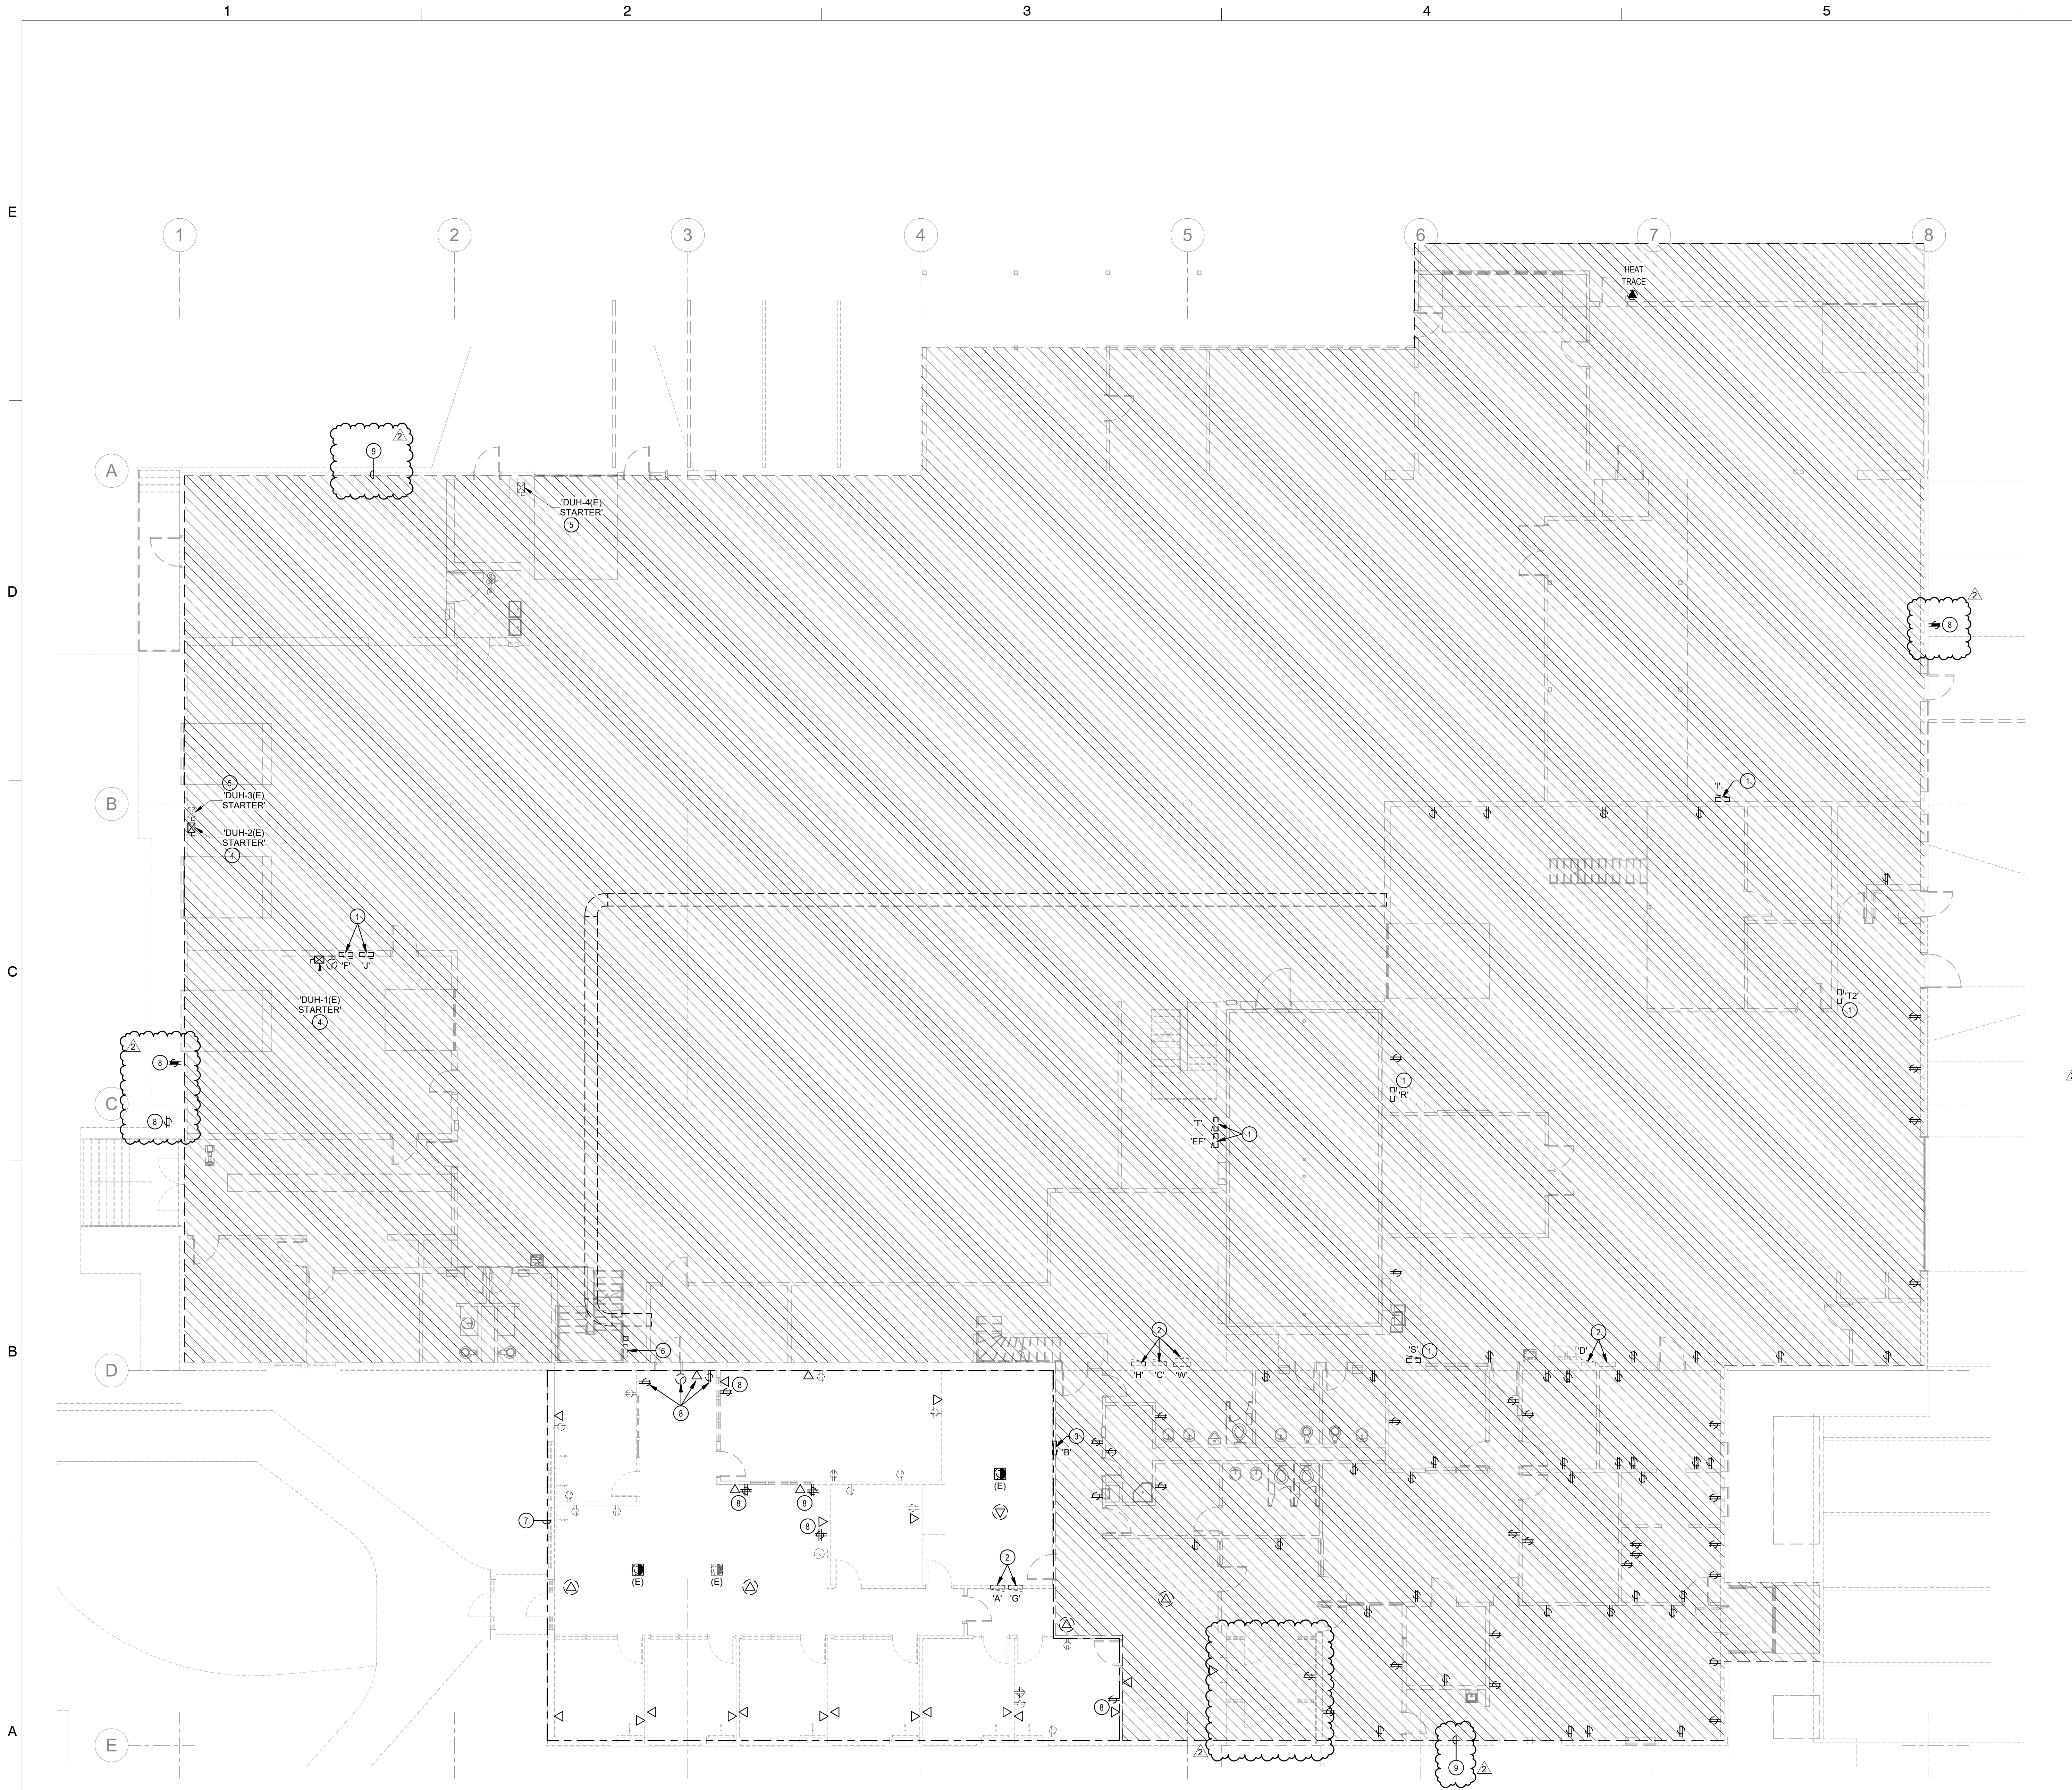 1 2 3 4 5
E
1 2 3 4 5 6 7 8
HEAT
TRACE
2
9
A
'DUH-4(E)
STARTER'
5
D
2
8
5
'DUH-3(E)
STARTER'
B
'DUH-2(E)
STARTER'
4
'I'
1
1
'F' 'J'
C
'DUH-1(E)
STARTER'
4
'T2'
1
2
8
8
C
1
'R'
'T'
'EF'
1
6
B
D
2
'H' 'C' 'W'
'S' 1
2
'D'
8
8
3
'B'
8
8
8
7
(E)
(E)
(E)
2
'A' 'G'
8
2
A
E
9
2